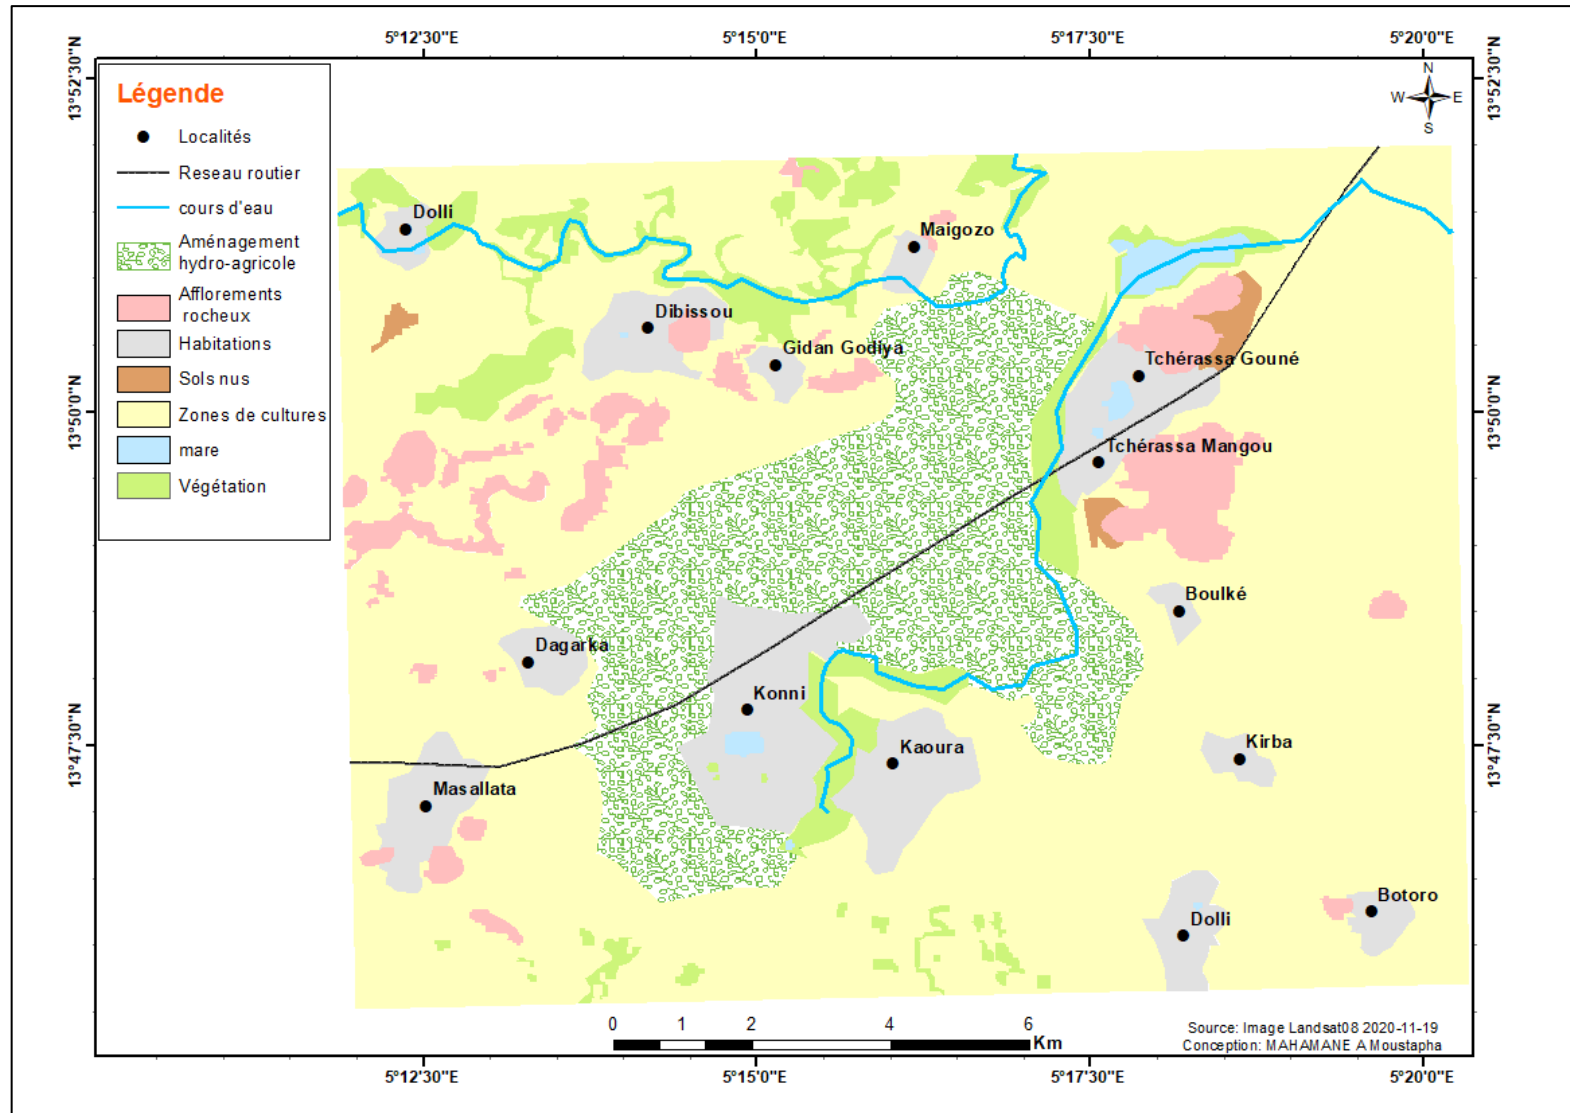 5°12'30"E
5°15'0"E
5°17'30"E
5°20'0"E
13°52'30"N
13°52'30"N
N
W
E
S
Légende
Localités
Reseau routier
cours d'eau
Aménagement
hydro-agricole
Afflorements
rocheux
Habitations
Sols nus
Zones de cultures
mare
Végétation
Dolli
Maigozo
Dibissou
Gidan Godiya
Tchérassa Gouné
13°50'0"N
13°50'0"N
Tchérassa Mangou
Boulké
Dagarka
Konni
Kaoura
Kirba
13°47'30"N
13°47'30"N
Masallata
Botoro
Dolli
0 1 2 4 6
Km
Source: Image Landsat08 2020-11-19
Conception: MAHAMANE A Moustapha
5°12'30"E
5°15'0"E
5°17'30"E
5°20'0"E